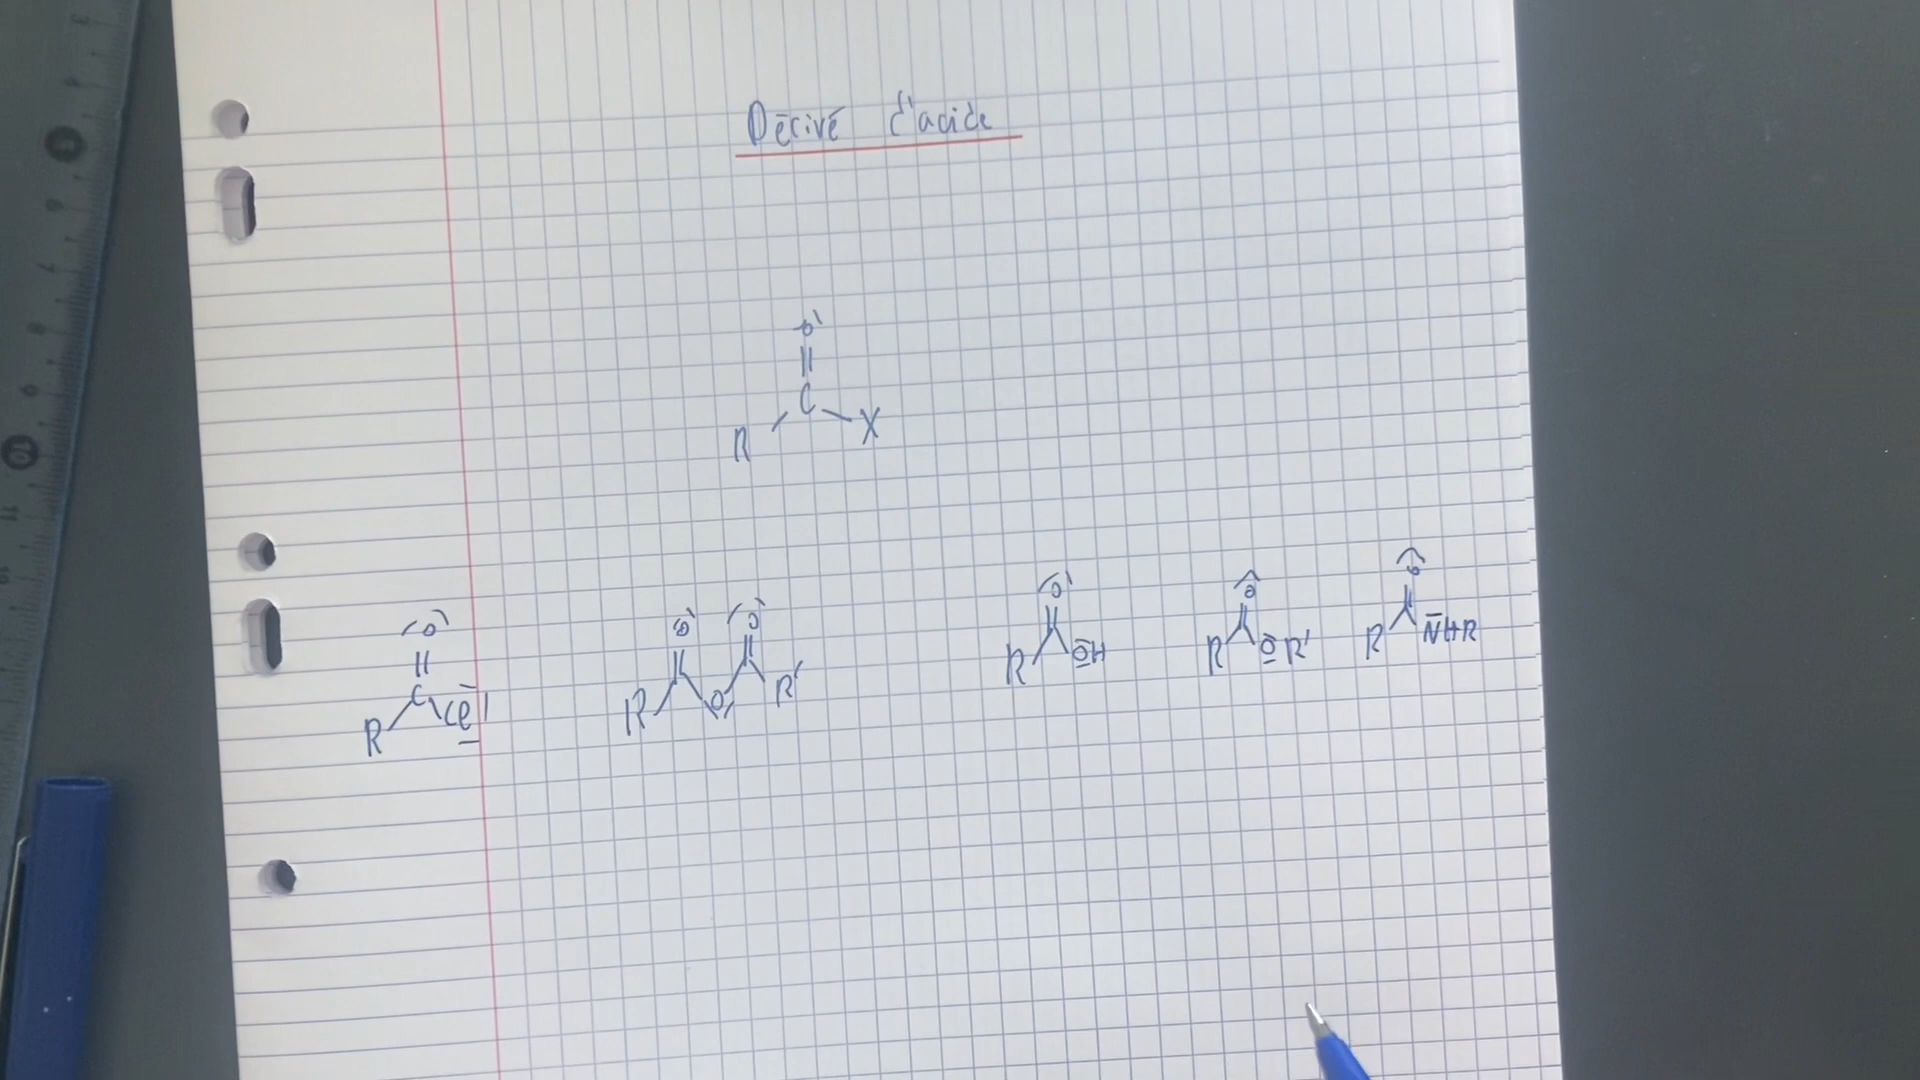 Dérivé d'acide
O
C
R X
O O O O O O
R C Cl R O R' R OH R O R' R NHR